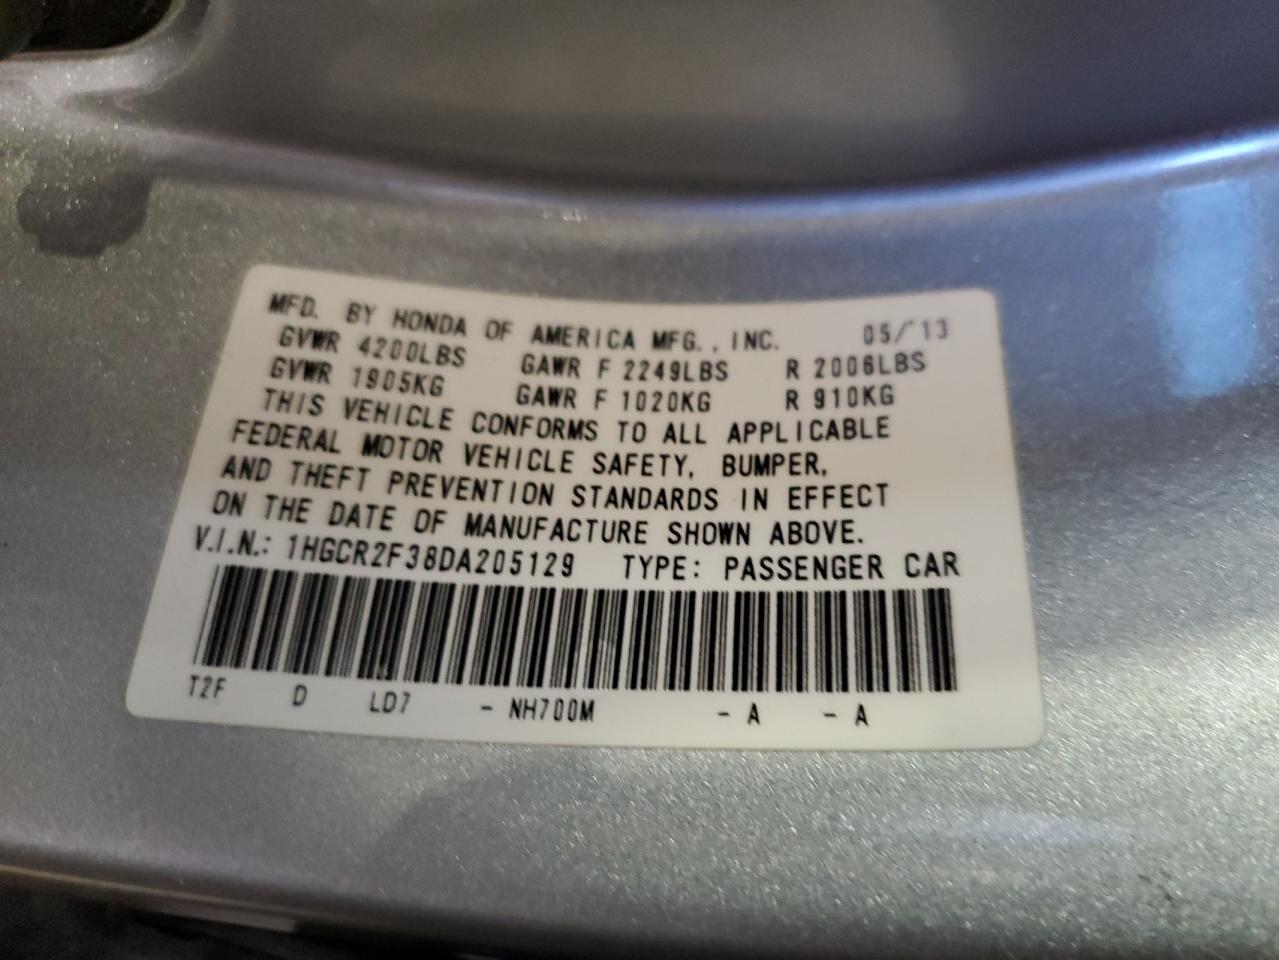 MFD. BY HONDA OF AMERICA MFG., INC. 05/13
GVWR 4200LBS GAWR F 2249LBS R 2006LBS
GVWR 1905KG GAWR F 1020KG R 910KG
THIS VEHICLE CONFORMS TO ALL APPLICABLE
FEDERAL MOTOR VEHICLE SAFETY, BUMPER,
AND THEFT PREVENTION STANDARDS IN EFFECT
ON THE DATE OF MANUFACTURE SHOWN ABOVE.
V.I.N.: 1HGCR2F38DA205129 TYPE: PASSENGER CAR
T2F D LD7 - NH700M - A - A